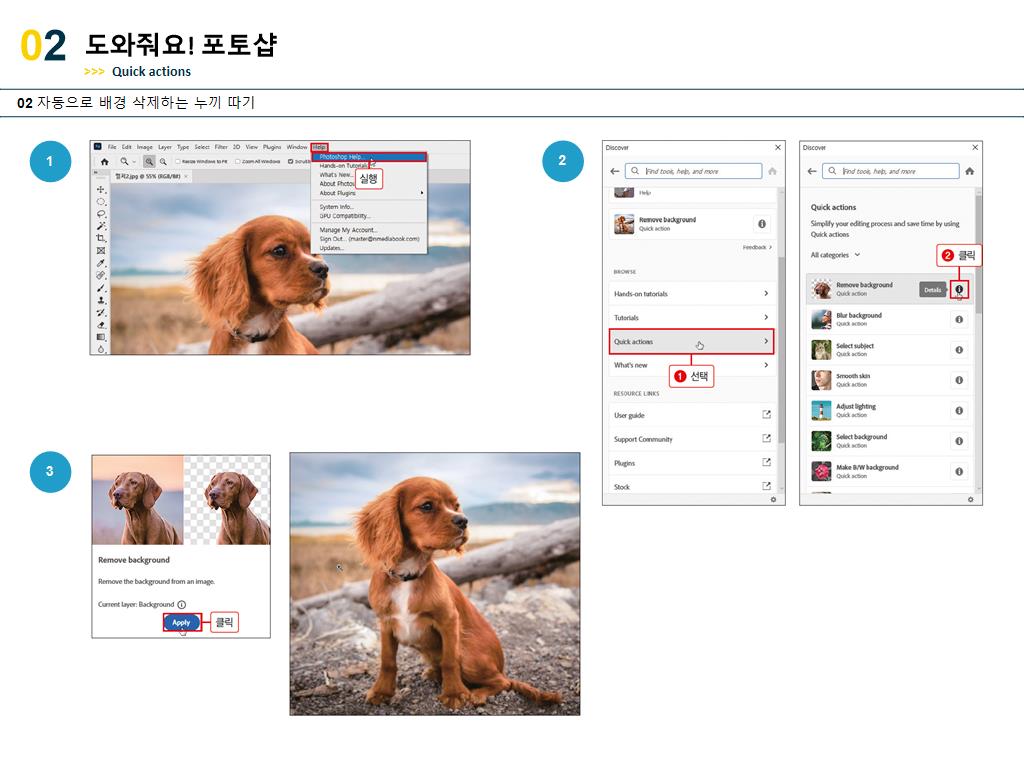 02 도와줘요! 포토샵
>>> Quick actions
02 자동으로 배경 삭제하는 누끼 따기
1
File Edit Image Layer Type Select Filter 3D View Plugins Window Help
Resize Windows to Fit Zoom All Windows
컬러2.jpg @ 55% (RGB/8#) ×
Photoshop Help...
Hands-on Tutorials
What's New...
About Plugins
System Info...
GPU Compatibility...
Manage My Account...
Sign Out... (master@nmediabook.com)
Updates...
실행
2
Discover
Find tools, help, and more
Help
Remove background
Quick action
Feedback
BROWSE
Hands-on tutorials
Tutorials
Quick actions
What's new
1 선택
RESOURCE LINKS
User guide
Support Community
Plugins
Stock
Discover
Find tools, help, and more
Quick actions
Simplify your editing process and save time by using
Quick actions
All categories
2 클릭
Remove background
Quick action
Details
Blur background
Quick action
Select subject
Quick action
Smooth skin
Quick action
Adjust lighting
Quick action
Select background
Quick action
Make B/W background
Quick action
3
Remove background
Remove the background from an image.
Current layer: Background
Apply
클릭